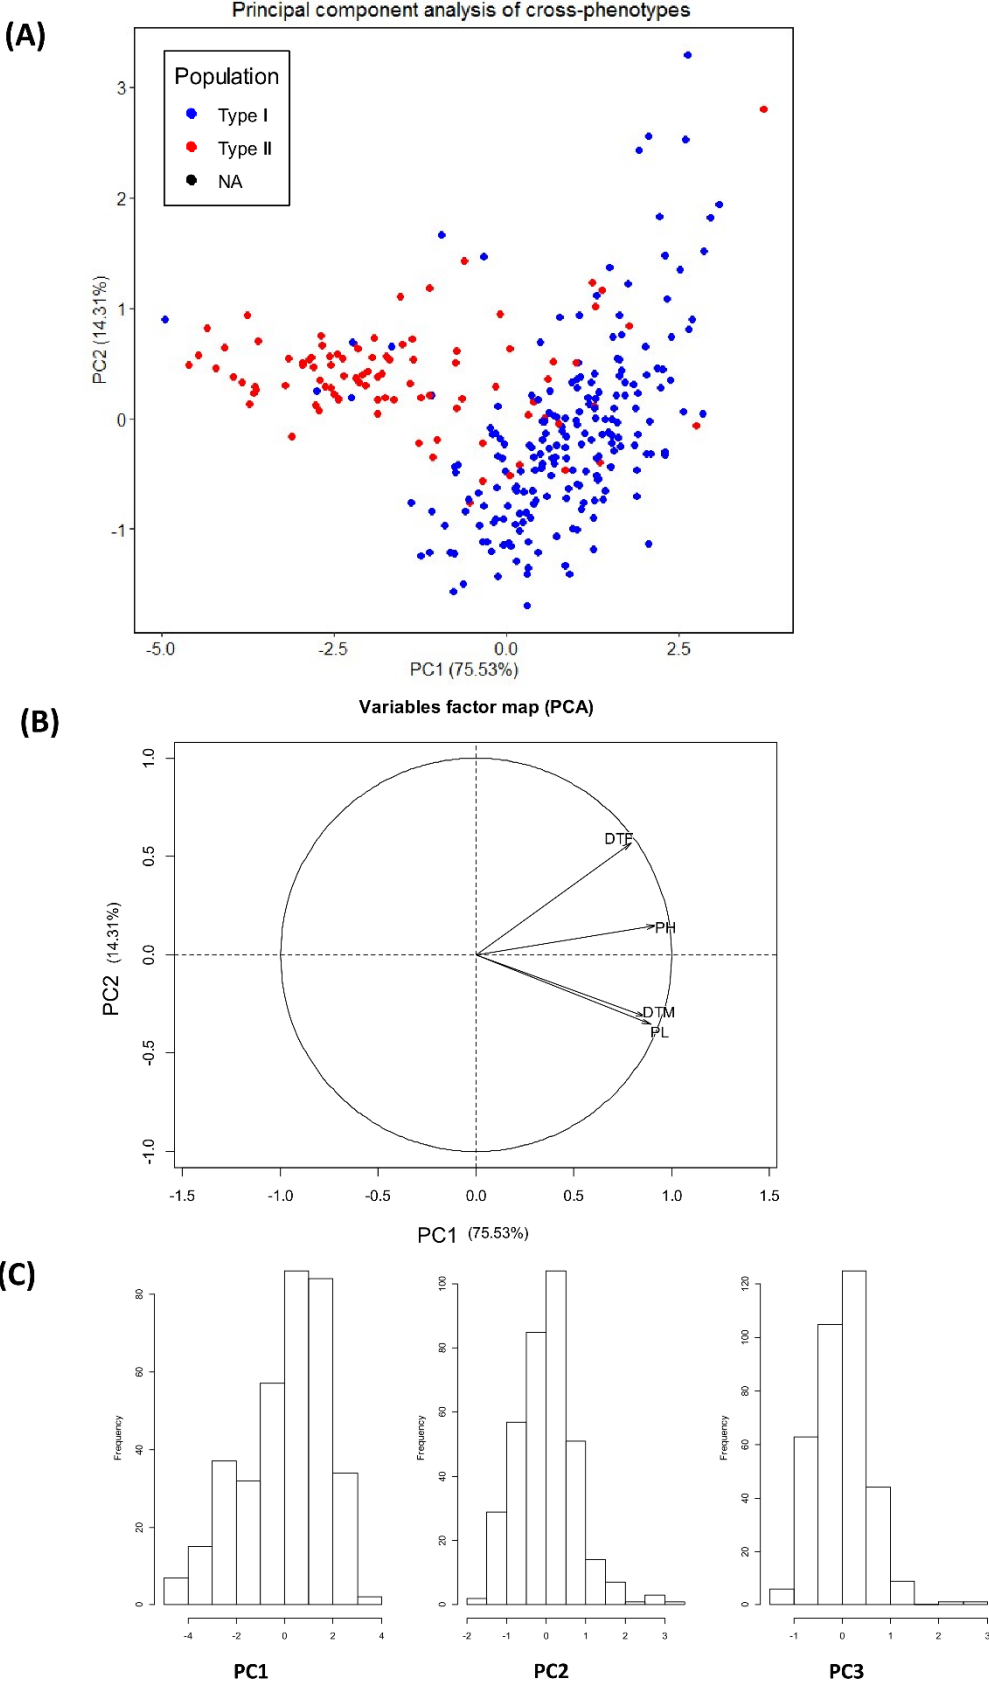 (A)
Principal component analysis of cross-phenotypes
Population
Type I
Type II
NA
3
2
1
0
-1
PC2 (14.31%)
-5.0
-2.5
0.0
2.5
PC1 (75.53%)
(B)
Variables factor map (PCA)
1.0
0.5
0.0
-0.5
-1.0
PC2 (14.31%)
DTF
PH
DTM
PL
-1.5 -1.0 -0.5 0.0 0.5 1.0 1.5
PC1 (75.53%)
(C)
Frequency
0 20 40 60 80
-4 -2 0 2 4
PC1
Frequency
0 20 40 60 80 100
-2 -1 0 1 2 3
PC2
Frequency
0 20 40 60 80 100 120
-1 0 1 2 3
PC3